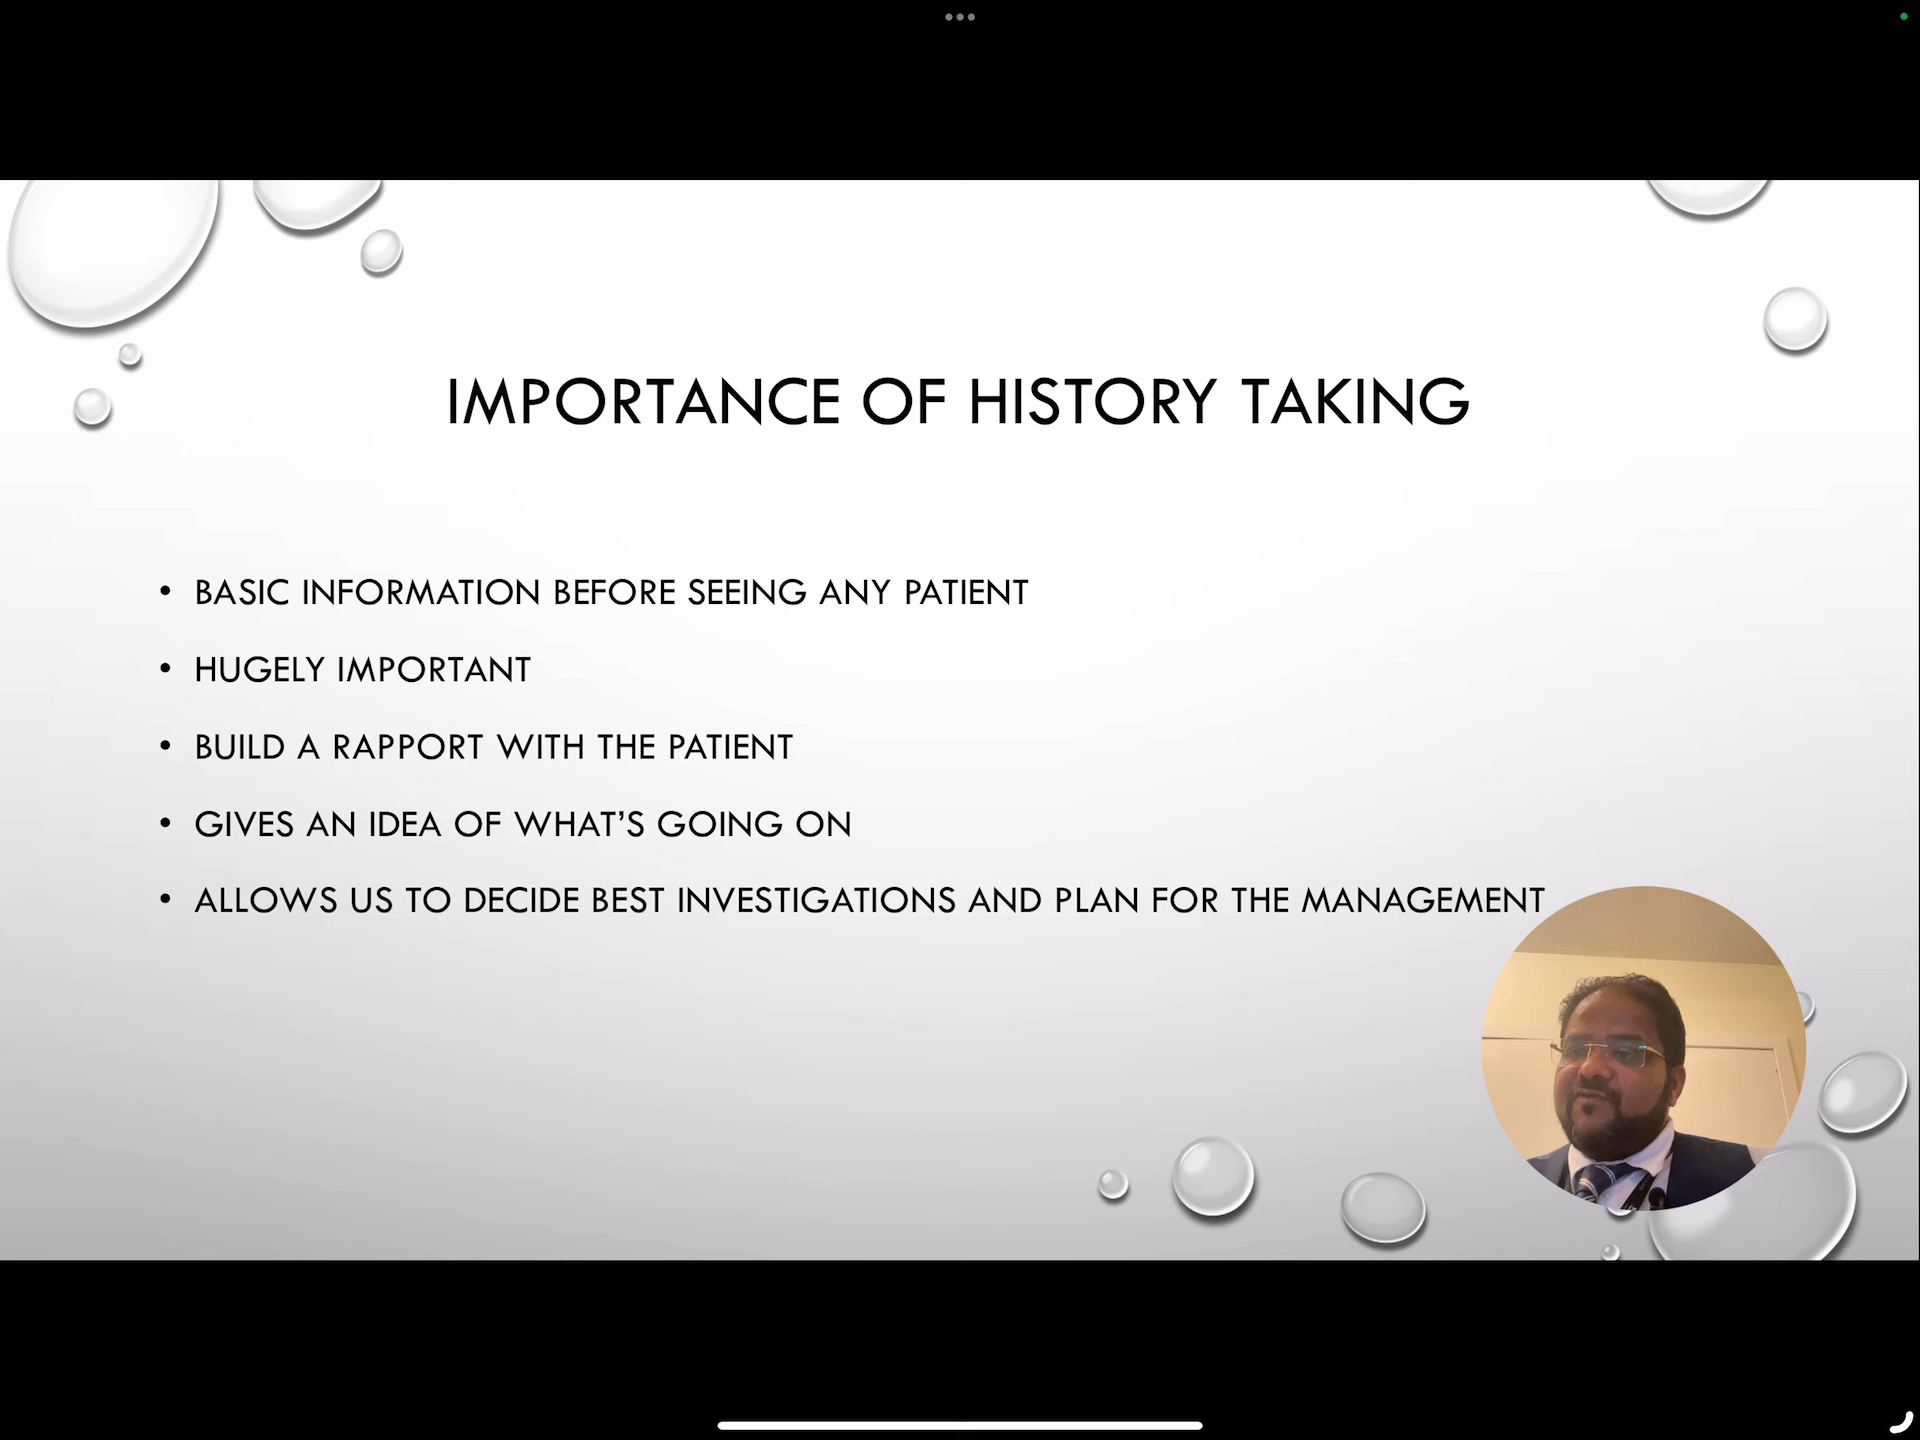 IMPORTANCE OF HISTORY TAKING
• BASIC INFORMATION BEFORE SEEING ANY PATIENT
• HUGELY IMPORTANT
• BUILD A RAPPORT WITH THE PATIENT
• GIVES AN IDEA OF WHAT’S GOING ON
• ALLOWS US TO DECIDE BEST INVESTIGATIONS AND PLAN FOR THE MANAGEMENT